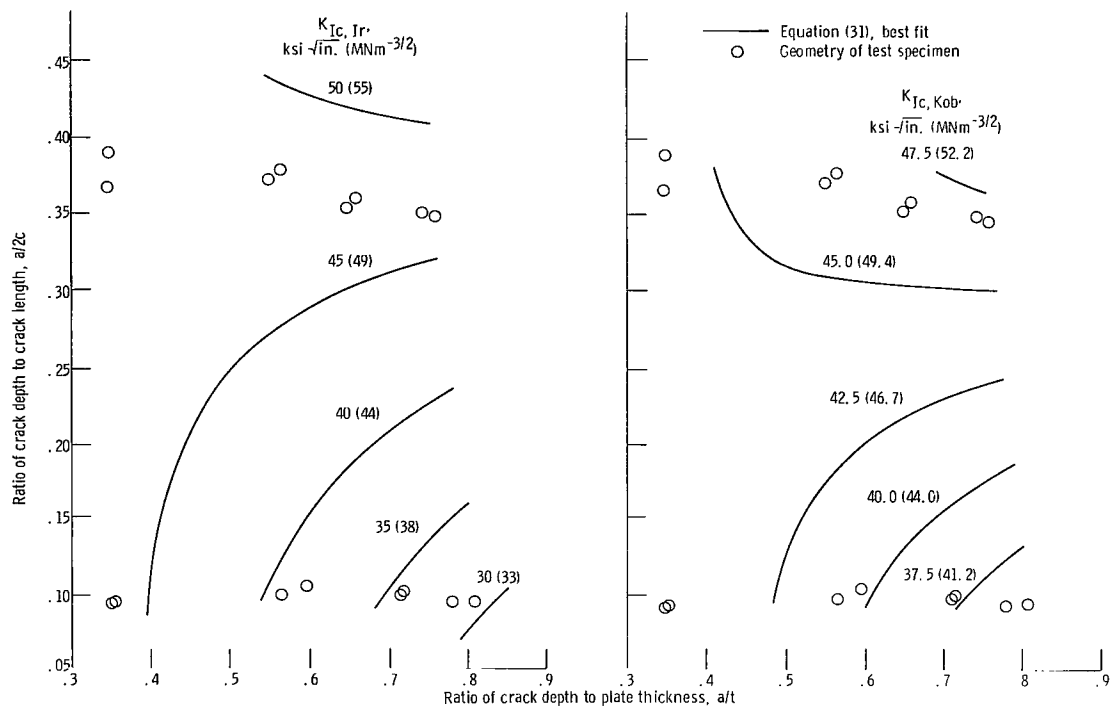 K_Ic, Ir,
ksi-√in. (MNm^-3/2)
50 (55)
45 (49)
40 (44)
35 (38)
30 (33)
.45
.40
.35
.30
.25
.20
.15
.10
.05
Ratio of crack depth to crack length, a/2c
.3 .4 .5 .6 .7 .8 .9
Equation (31), best fit
Geometry of test specimen
K_Ic, Kob,
ksi-√in. (MNm^-3/2)
47.5 (52.2)
45.0 (49.4)
42.5 (46.7)
40.0 (44.0)
37.5 (41.2)
.3 .4 .5 .6 .7 8 .9
Ratio of crack depth to plate thickness, a/t